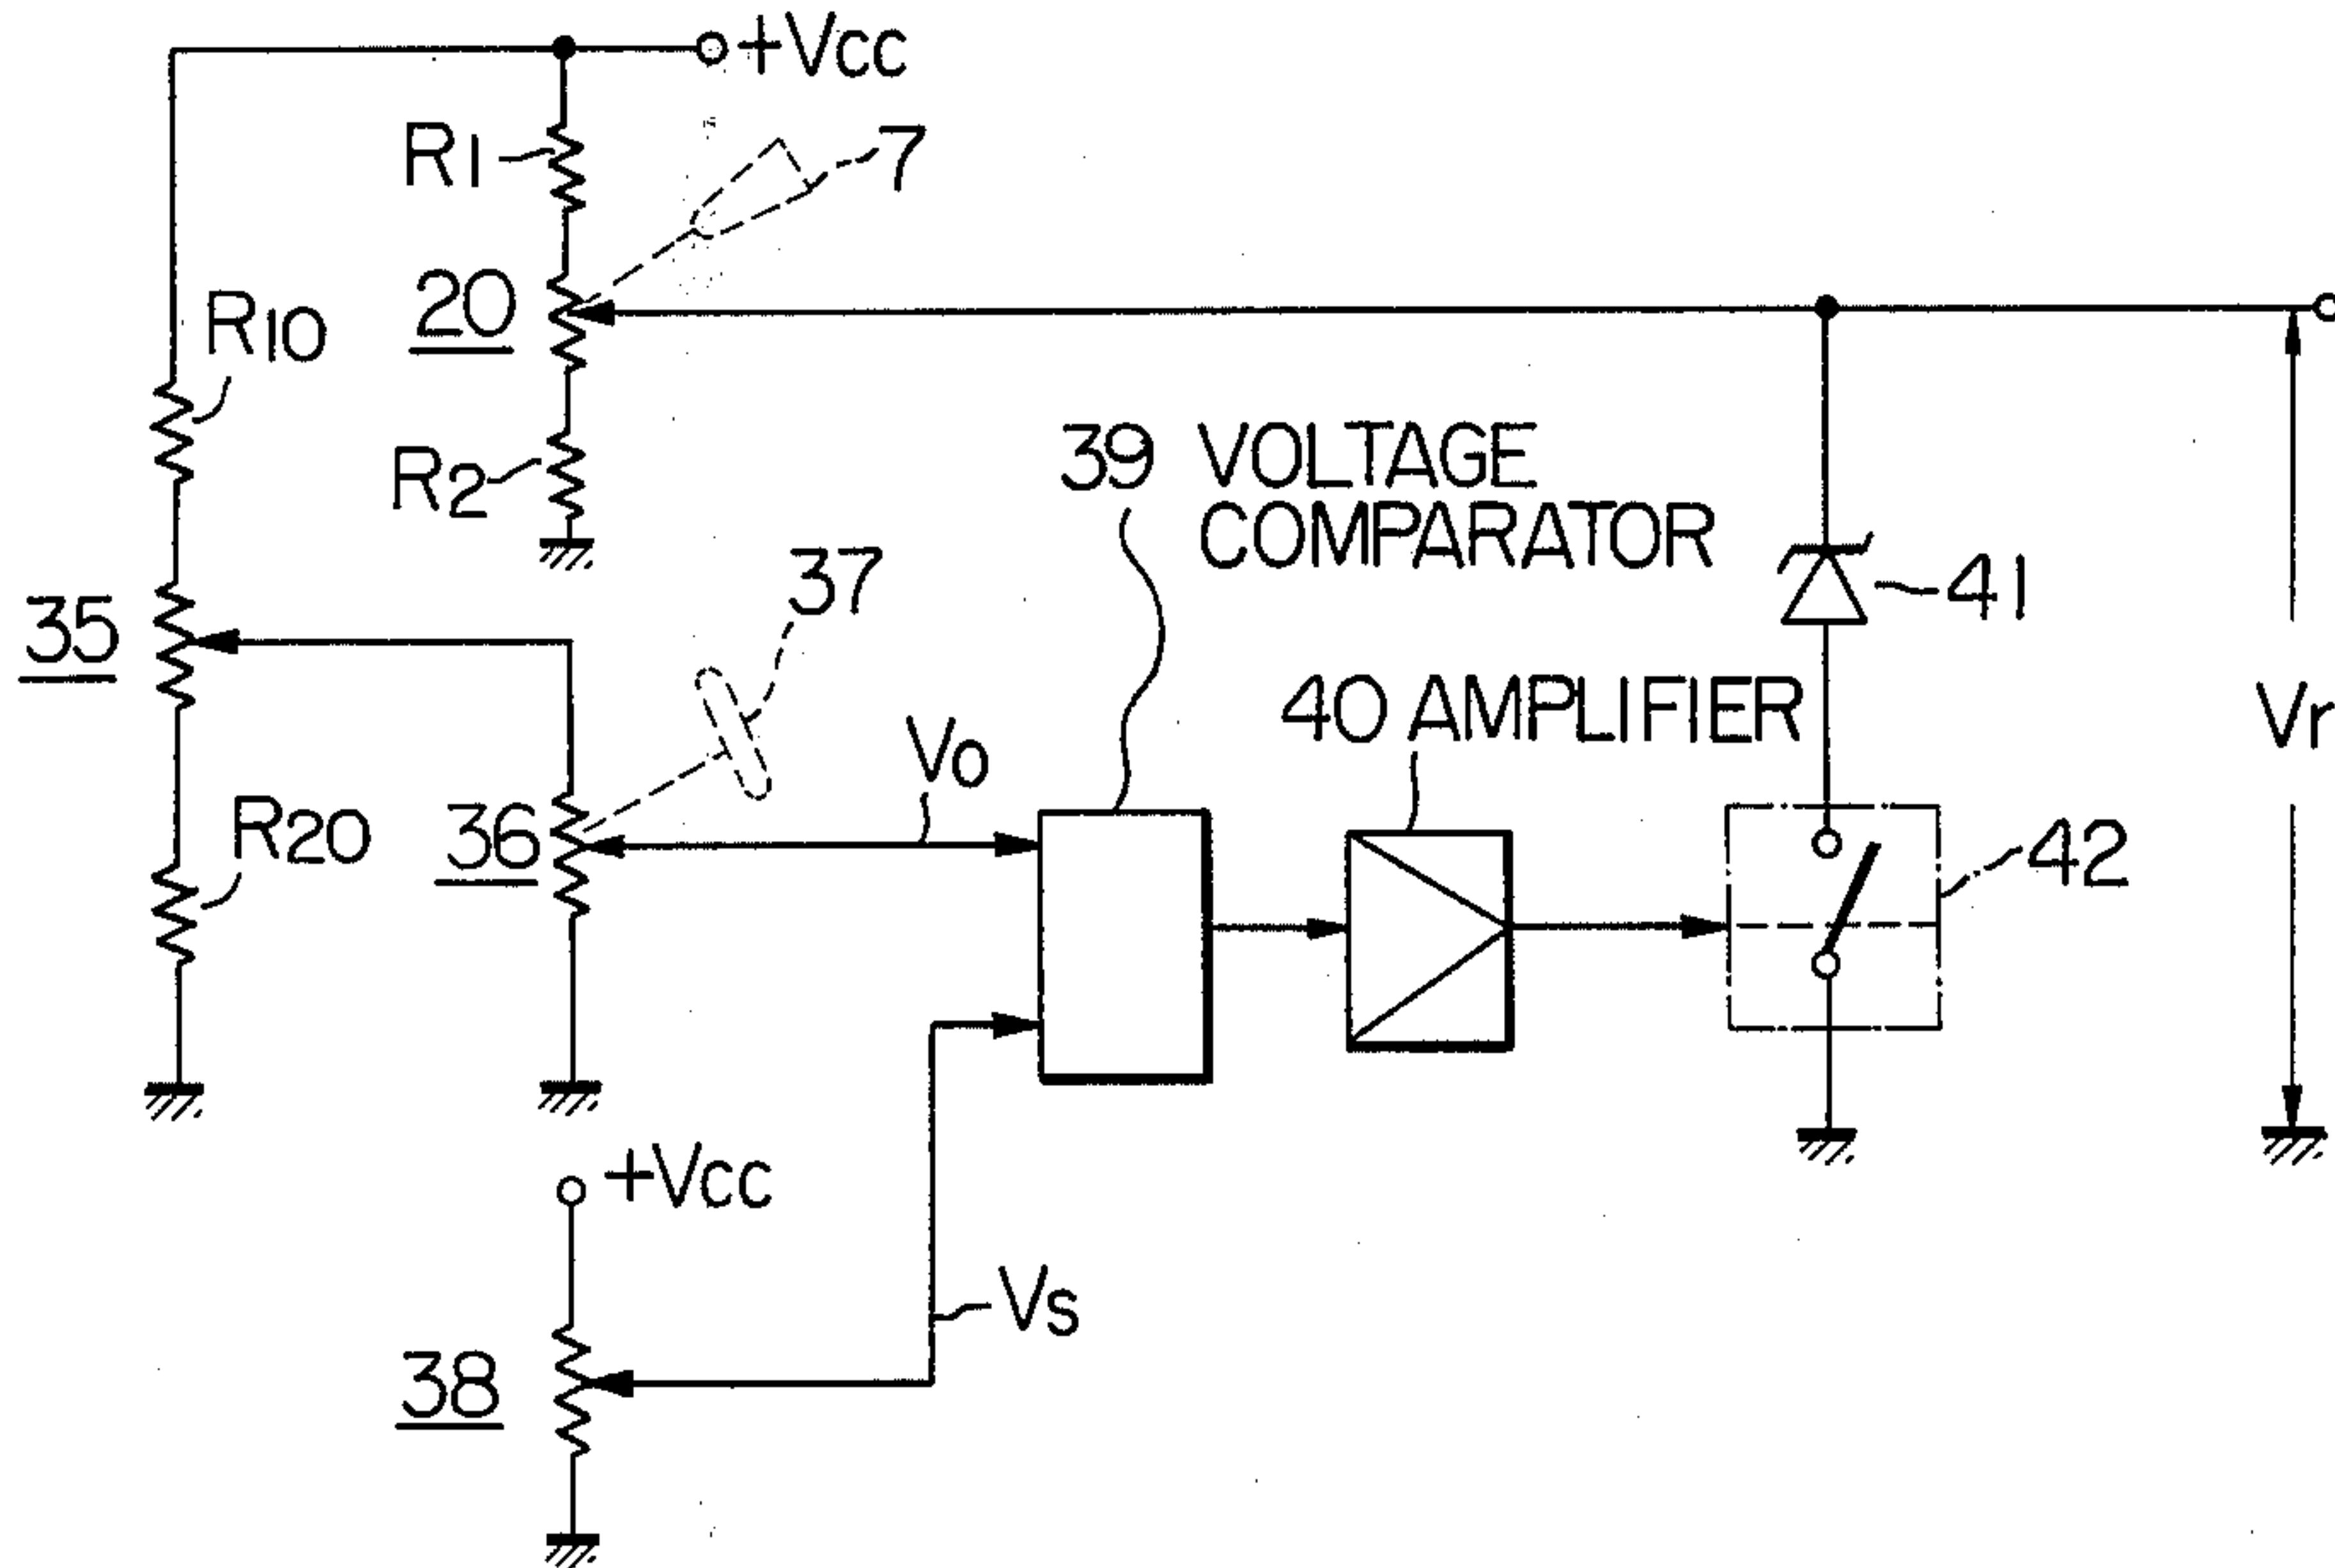 +Vcc
R1
7
20
R10
R2
39 VOLTAGE
COMPARATOR
37
41
35
40 AMPLIFIER
Vr
Vo
36
R20
42
+Vcc
Vs
38